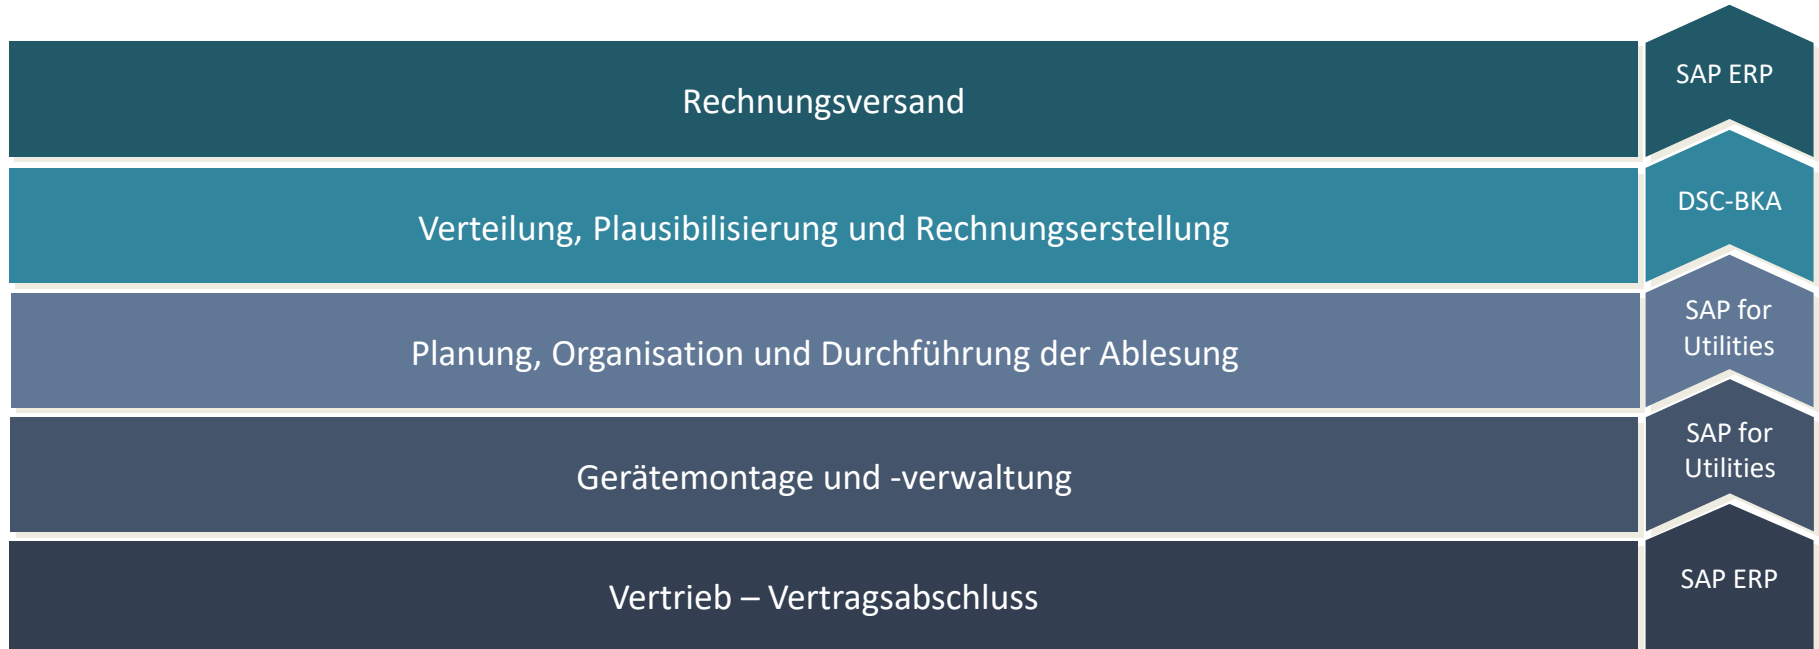 Rechnungsversand
SAP ERP
Verteilung, Plausibilisierung und Rechnungserstellung
DSC-BKA
Planung, Organisation und Durchführung der Ablesung
SAP for
Utilities
Gerätemontage und -verwaltung
SAP for
Utilities
Vertrieb – Vertragsabschluss
SAP ERP